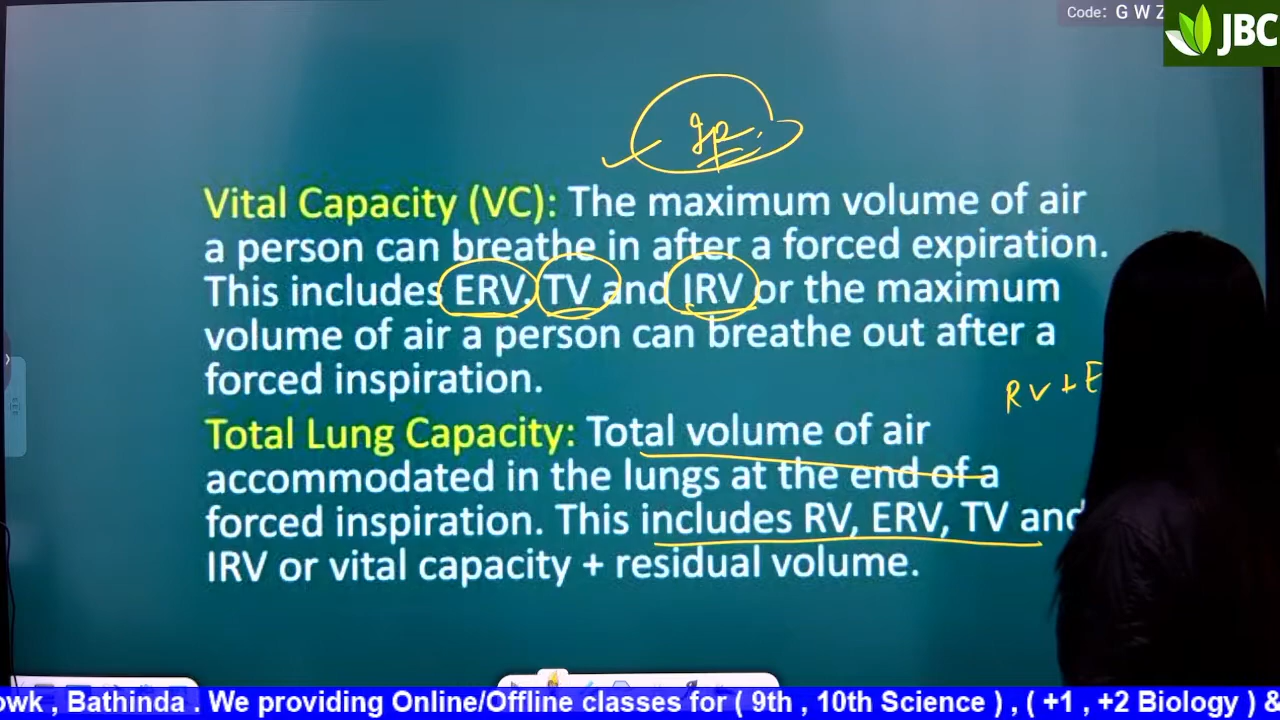 Code: G W Z
JBC
Imp.
Vital Capacity (VC): The maximum volume of air
a person can breathe in after a forced expiration.
This includes ERV. TV and IRV or the maximum
volume of air a person can breathe out after a
forced inspiration.
RV + E
Total Lung Capacity: Total volume of air
accommodated in the lungs at the end of a
forced inspiration. This includes RV, ERV, TV and
IRV or vital capacity + residual volume.
owk , Bathinda . We providing Online/Offline classes for ( 9th , 10th Science ) , ( +1 , +2 Biology ) &